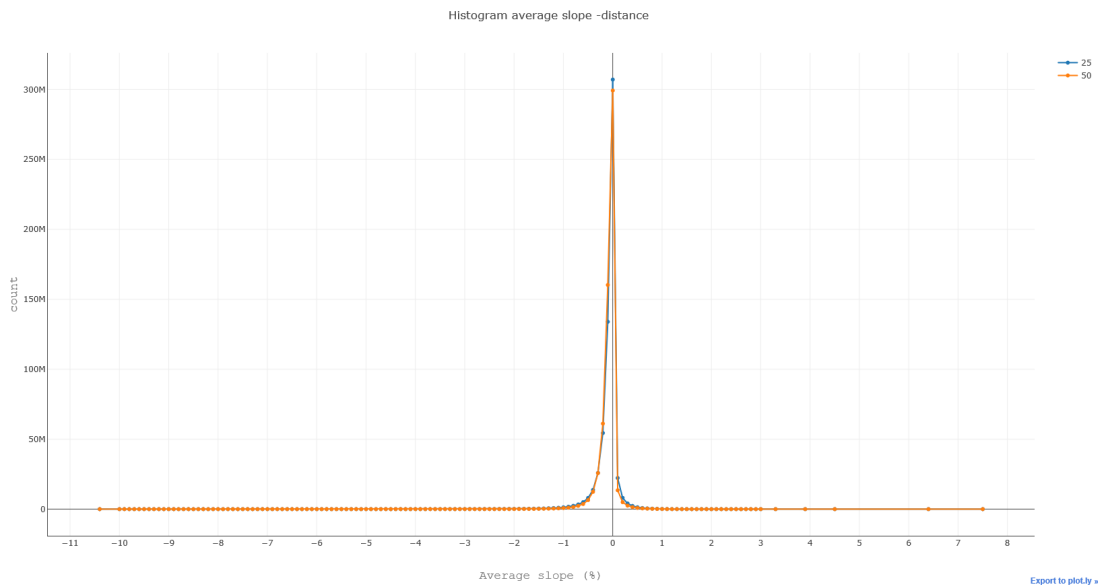 Histogram average slope -distance
25
50
300M
250M
200M
150M
100M
50M
0
count
−11 −10 −9 −8 −7 −6 −5 −4 −3 −2 −1 0 1 2 3 4 5 6 7 8
Average slope (%)
Export to plot.ly »